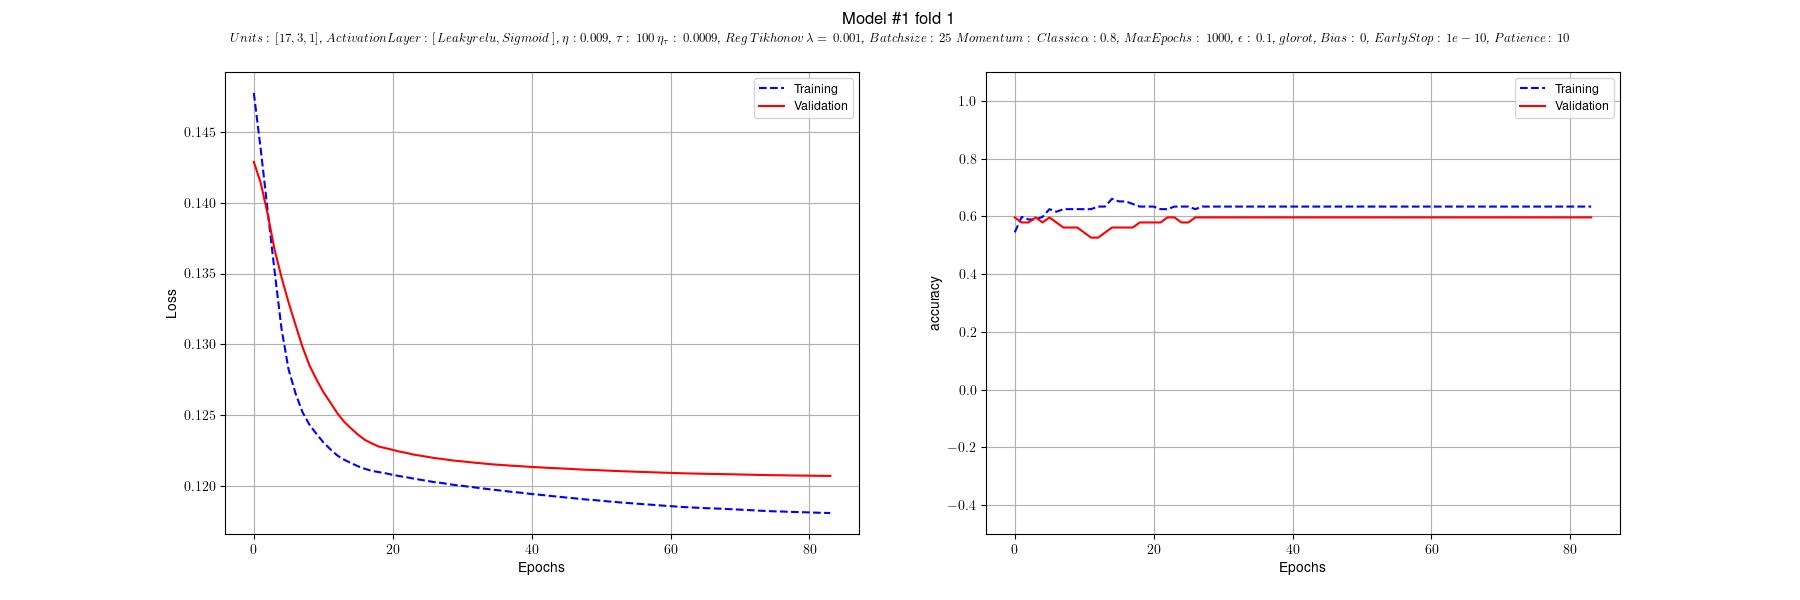 Model #1 fold 1
Units : [17, 3, 1], ActivationLayer : [Leakyrelu, Sigmoid ], η : 0.009, τ : 100 ητ : 0.0009, Reg Tikhonov λ = 0.001, Batchsize : 25 Momentum : Classicα : 0.8, MaxEpochs : 1000, ϵ : 0.1, glorot, Bias : 0, EarlyStop : 1e − 10, Patience : 10
Training
Validation
0.145
0.140
0.135
0.130
0.125
0.120
Loss
0 20 40 60 80
Epochs
Training
Validation
1.0
0.8
0.6
0.4
0.2
0.0
−0.2
−0.4
accuracy
0 20 40 60 80
Epochs